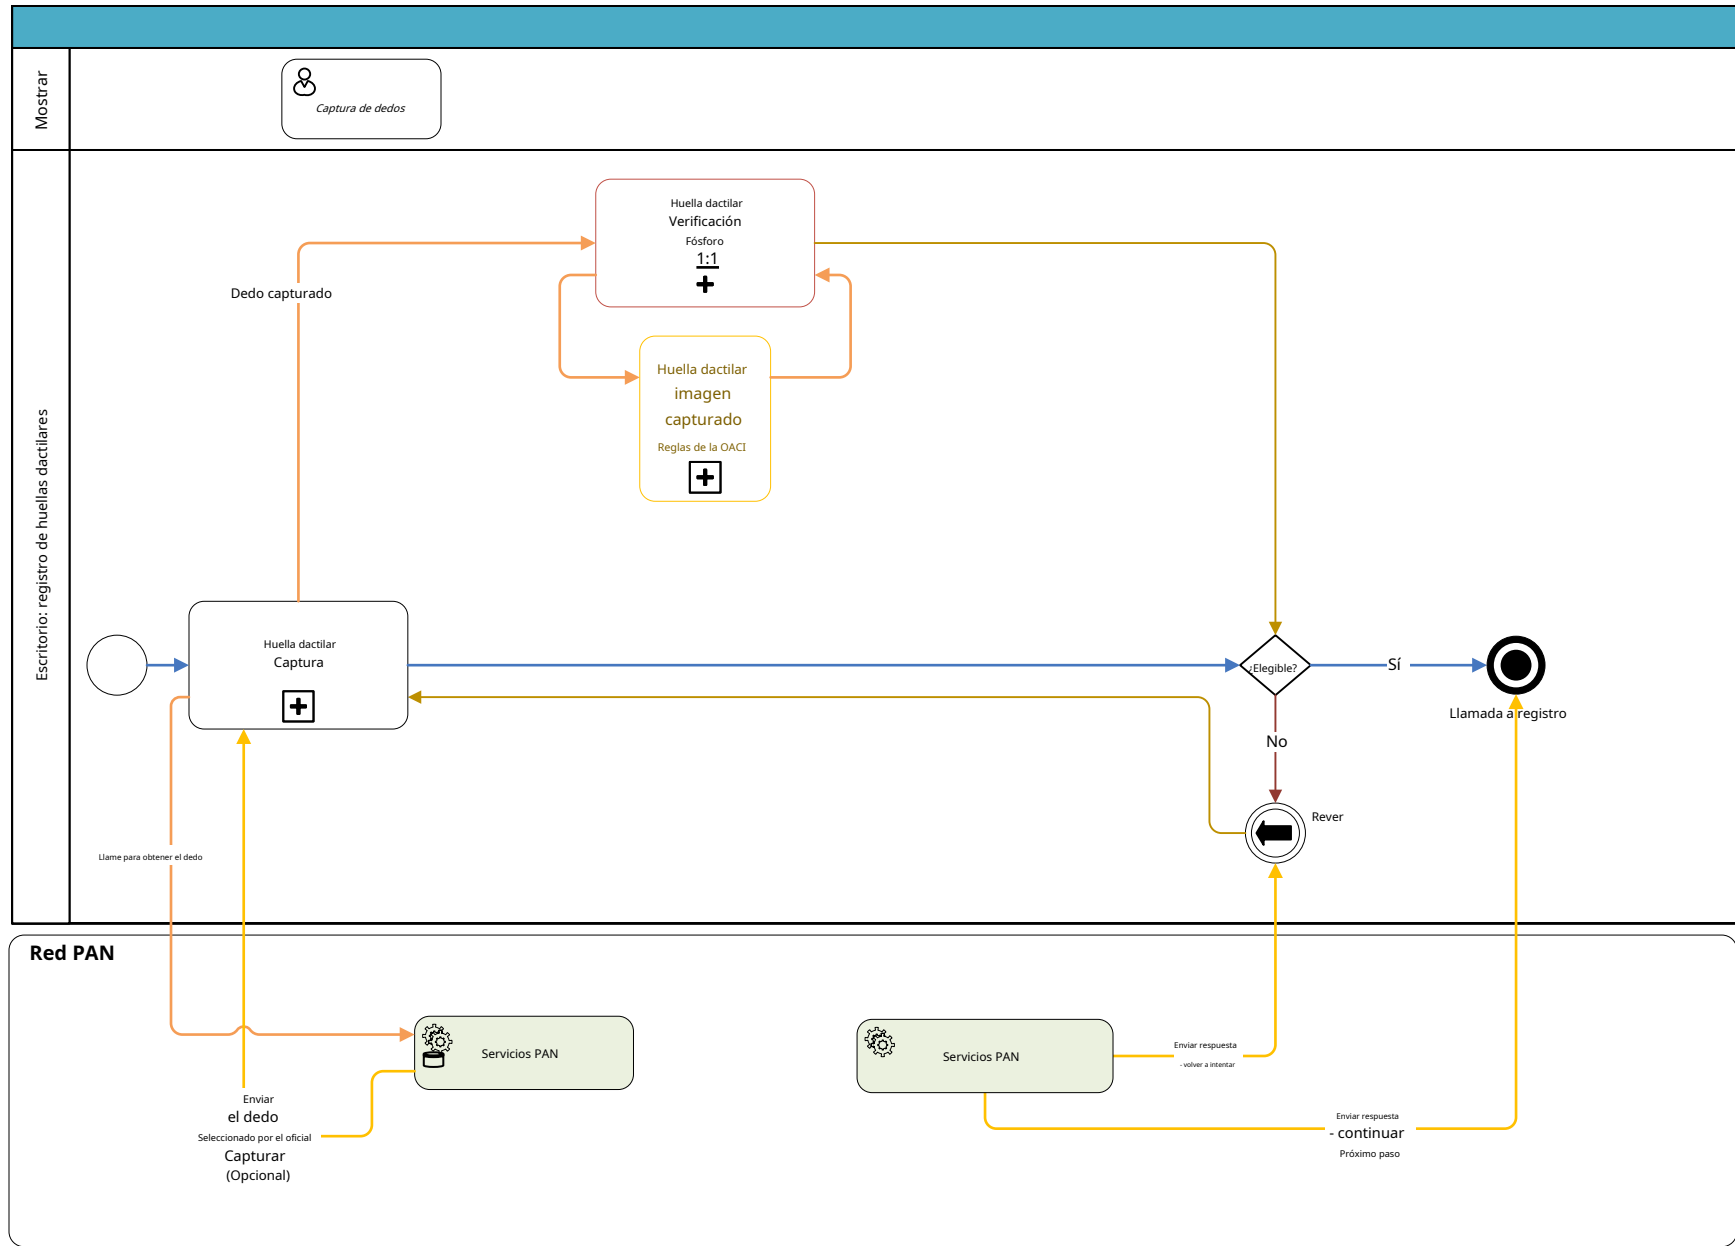 Mostrar
Captura de dedos
Escritorio: registro de huellas dactilares
Huella dactilar
Verificación
Fósforo
1:1
Dedo capturado
Huella dactilar
imagen
capturado
Reglas de la OACI
Huella dactilar
Captura
¿Elegible?
Sí
Llamada a registro
No
Rever
Llame para obtener el dedo
Red PAN
Servicios PAN
Servicios PAN
Enviar respuesta
- volver a intentar
Enviar
el dedo
Seleccionado por el oficial
Capturar
(Opcional)
Enviar respuesta
- continuar
Próximo paso